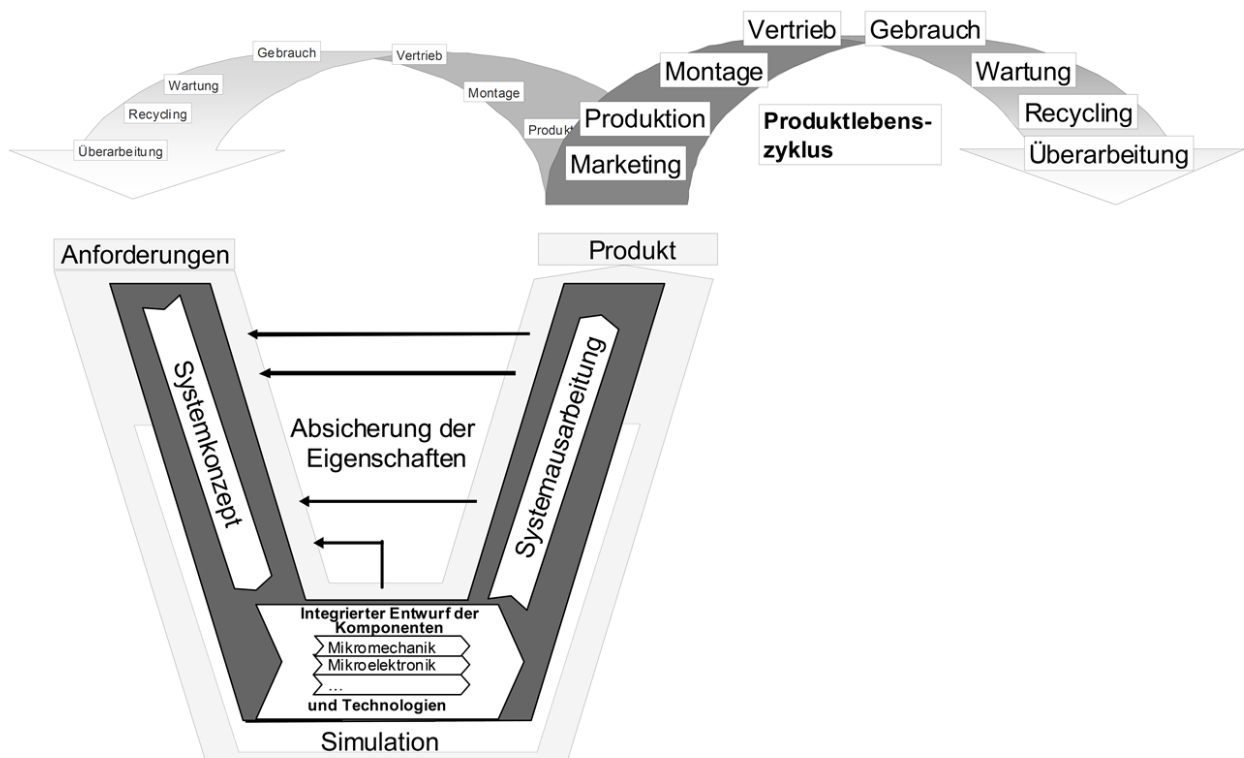 Vertrieb
Gebrauch
Gebrauch
Vertrieb
Montage
Wartung
Wartung
Montage
Recycling
Recycling
Produkt
Produktion
Produktlebens-
zyklus
Überarbeitung
Marketing
Überarbeitung
Anforderungen
Produkt
Systemkonzept
Absicherung der
Eigenschaften
Systemausarbeitung
Integrierter Entwurf der
Komponenten
Mikromechanik
Mikroelektronik
...
und Technologien
Simulation